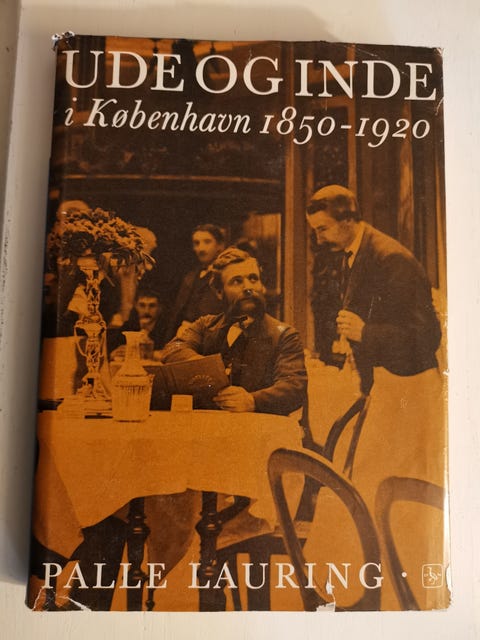 UDE OG INDE
i København 1850-1920
PALLE LAURING ·